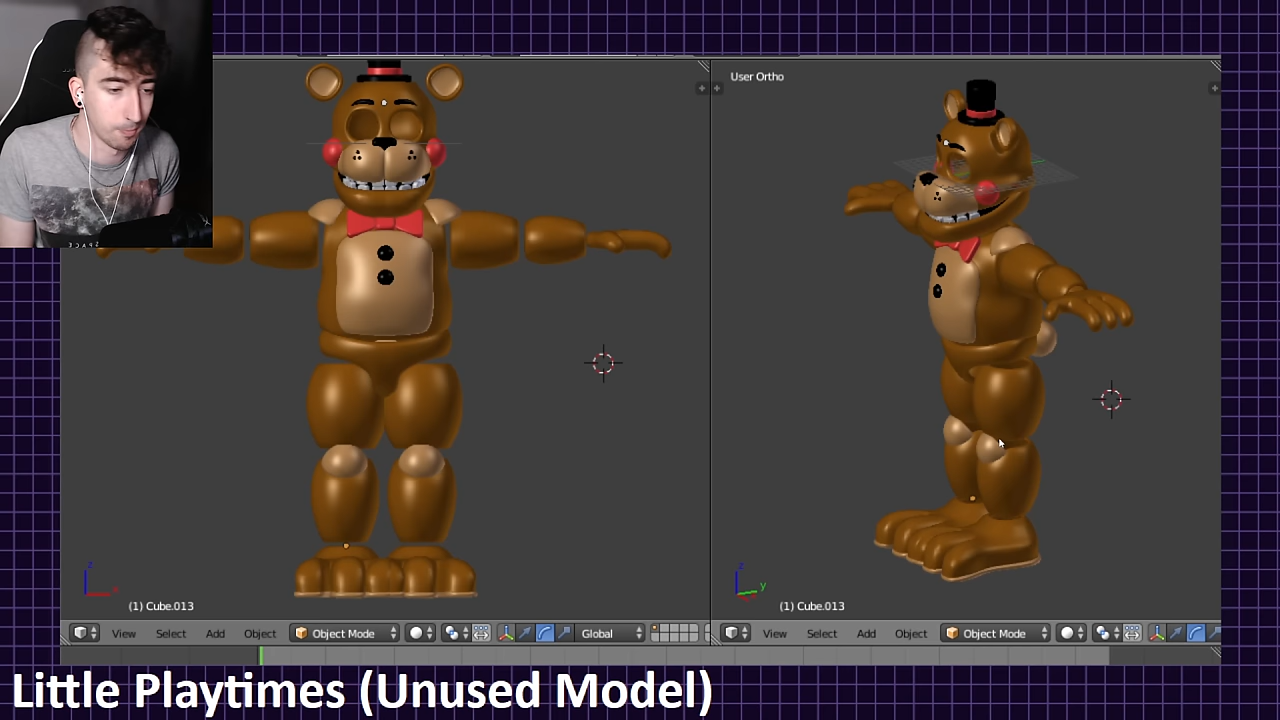 User Ortho
SPACE
(1) Cube.013
(1) Cube.013
View Select Add Object Object Mode Global
View Select Add Object Object Mode
Little Playtimes (Unused Model)